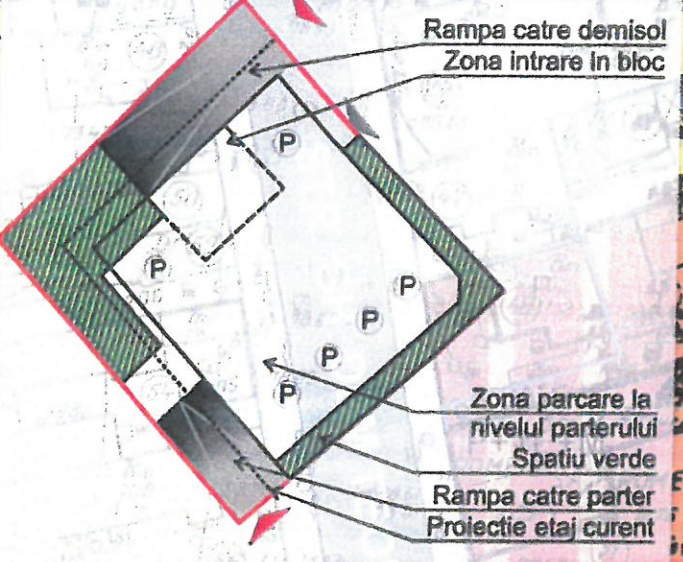 Rampa catre demisol
Zona intrare in bloc
P
P
P
P
P
P
Zona parcare la
nivelul parterului
Spatiu verde
Rampa catre parter
Proiectie etaj curent